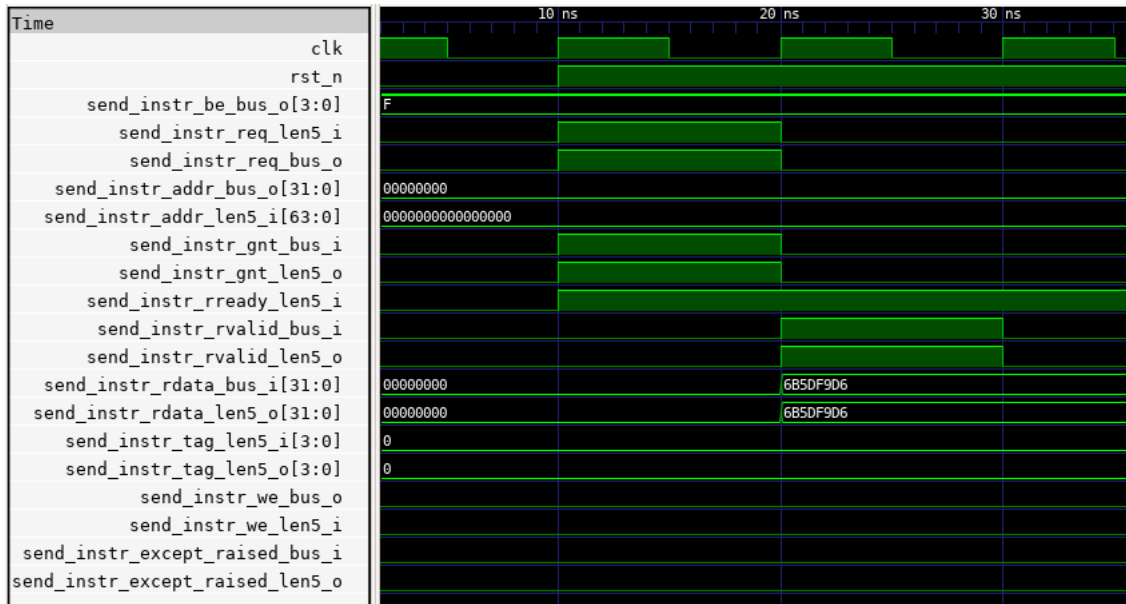 Time 10 ns 20 ns 30 ns
clk
rst_n
send_instr_be_bus_o[3:0] F
send_instr_req_len5_i
send_instr_req_bus_o
send_instr_addr_bus_o[31:0] 00000000
send_instr_addr_len5_i[63:0] 0000000000000000
send_instr_gnt_bus_i
send_instr_gnt_len5_o
send_instr_rready_len5_i
send_instr_rvalid_bus_i
send_instr_rvalid_len5_o
send_instr_rdata_bus_i[31:0] 00000000 6B5DF9D6
send_instr_rdata_len5_o[31:0] 00000000 6B5DF9D6
send_instr_tag_len5_i[3:0] 0
send_instr_tag_len5_o[3:0] 0
send_instr_we_bus_o
send_instr_we_len5_i
send_instr_except_raised_bus_i
send_instr_except_raised_len5_o